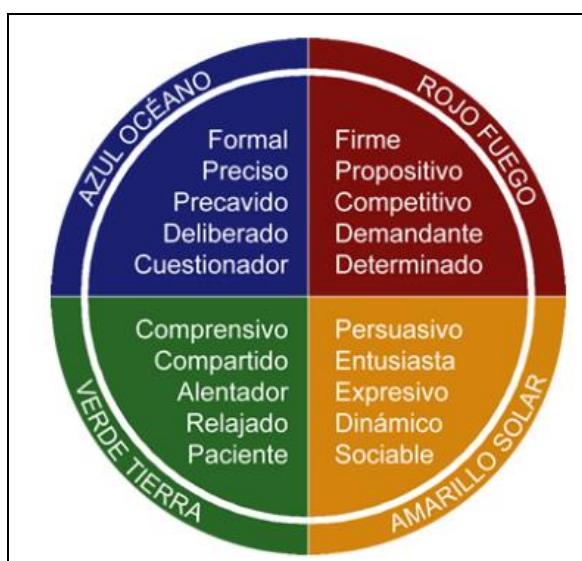 AZUL OCÉANO
Formal
Preciso
Precavido
Deliberado
Cuestionador
ROJO FUEGO
Firme
Propositivo
Competitivo
Demandante
Determinado
VERDE TIERRA
Comprensivo
Compartido
Alentador
Relajado
Paciente
AMARILLO SOLAR
Persuasivo
Entusiasta
Expresivo
Dinámico
Sociable